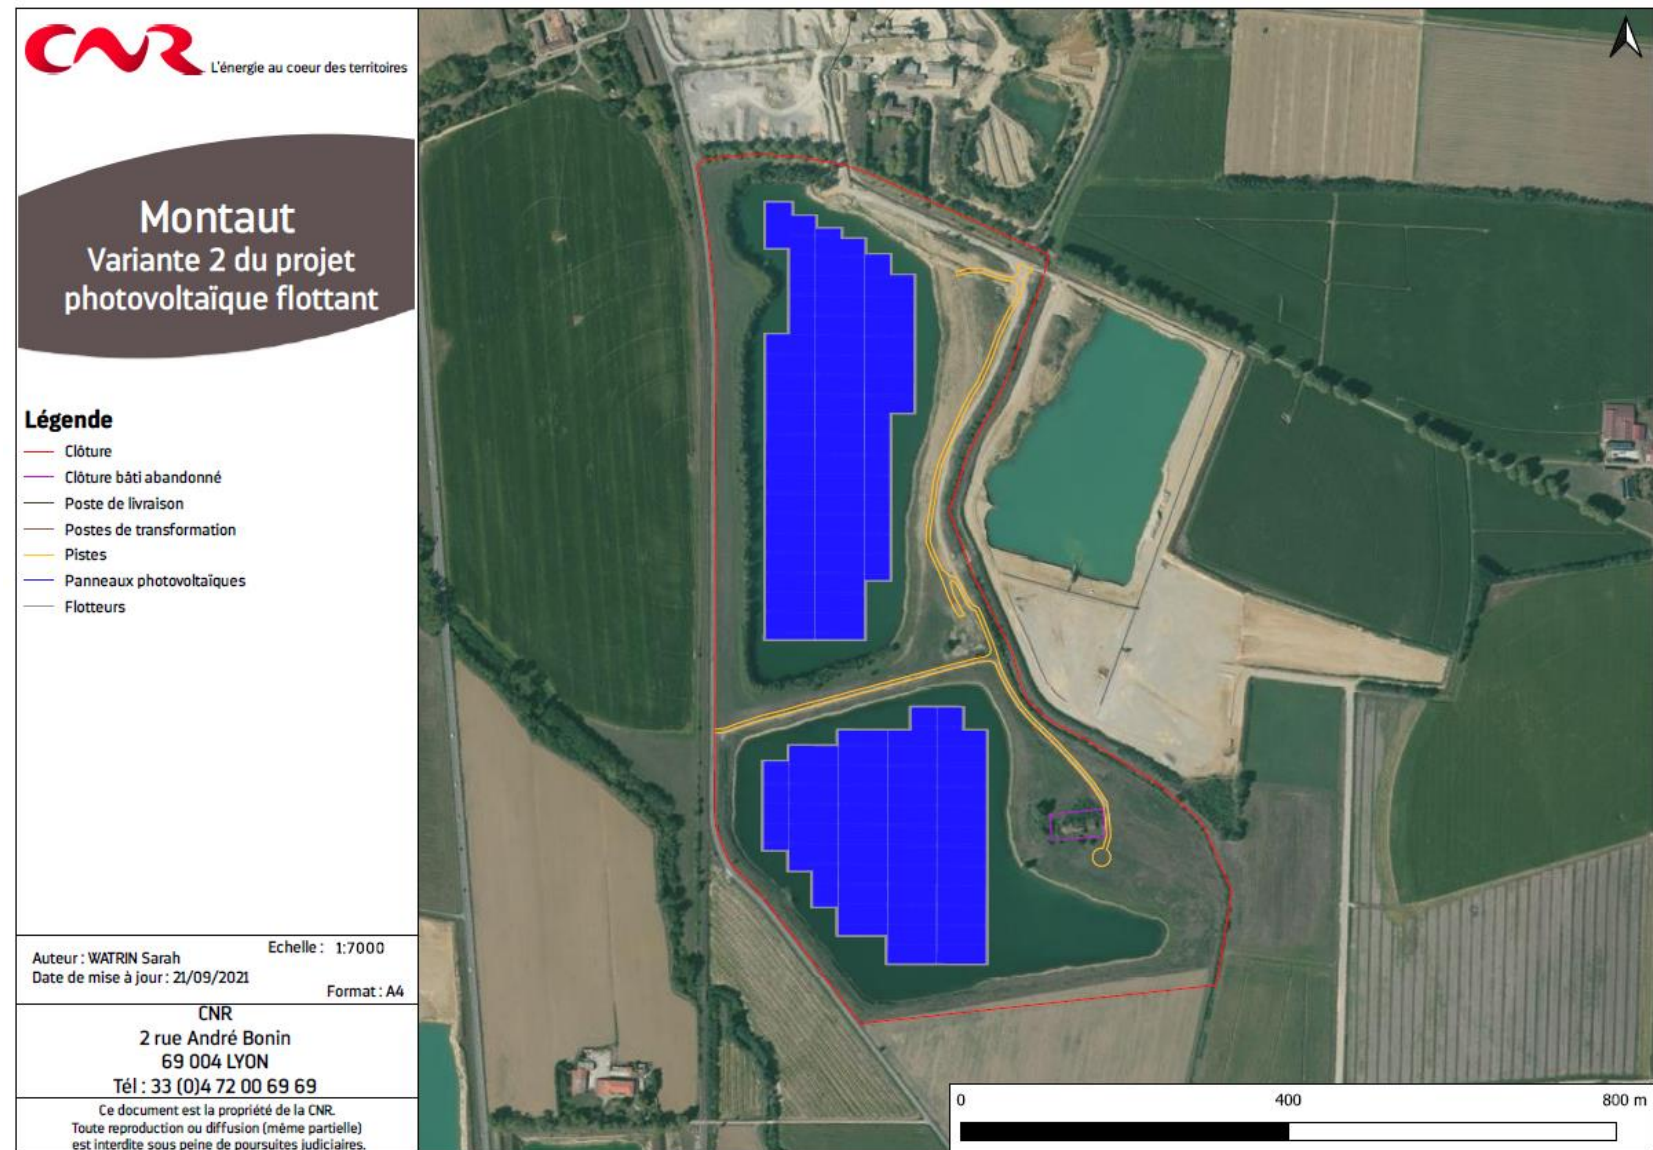 CNR
L'énergie au coeur des territoires
Montaut
Variante 2 du projet
photovoltaïque flottant
Légende
Clôture
Clôture bâti abandonné
Poste de livraison
Postes de transformation
Pistes
Panneaux photovoltaïques
Flotteurs
Auteur : WATRIN Sarah
Echelle : 1:7000
Date de mise à jour : 21/09/2021
Format : A4
CNR
2 rue André Bonin
69 004 LYON
Tél : 33 (0)4 72 00 69 69
Ce document est la propriété de la CNR.
Toute reproduction ou diffusion (même partielle)
est interdite sous peine de poursuites judiciaires.
0 400 800 m